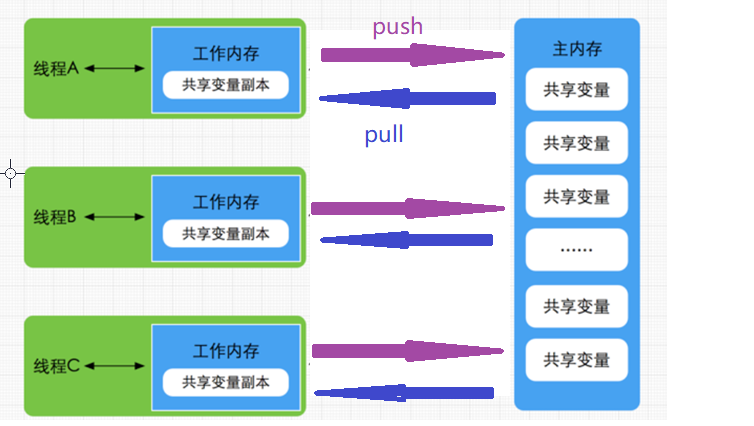 push
线程A
工作内存
共享变量副本
pull
线程B
工作内存
共享变量副本
线程C
工作内存
共享变量副本
主内存
共享变量
共享变量
共享变量
......
共享变量
共享变量